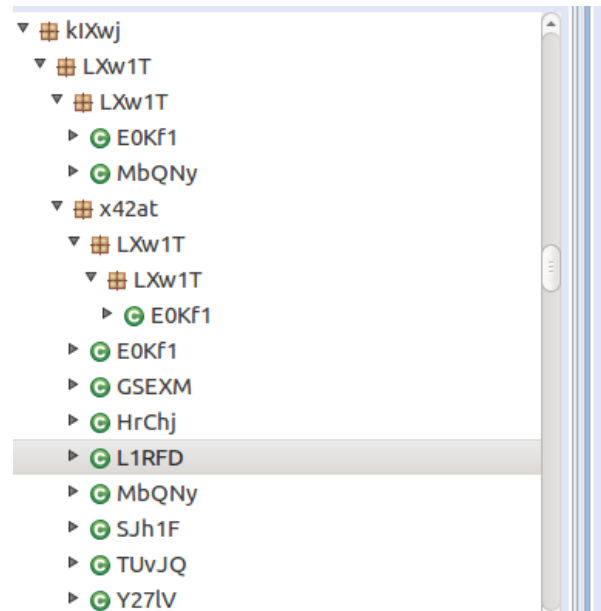 kIXwj
LXw1T
LXw1T
E0Kf1
MbQNy
x42at
LXw1T
LXw1T
E0Kf1
E0Kf1
GSEXM
HrChj
L1RFD
MbQNy
SJh1F
TUvJQ
Y27lV